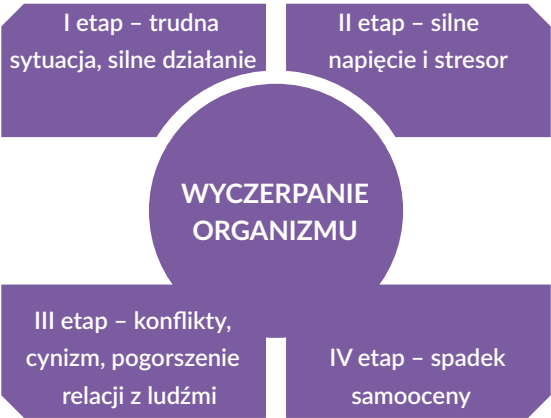 I etap – trudna
sytuacja, silne działanie
II etap – silne
napięcie i stresor
WYCZERPANIE
ORGANIZMU
III etap – konflikty,
cynizm, pogorszenie
relacji z ludźmi
IV etap – spadek
samooceny